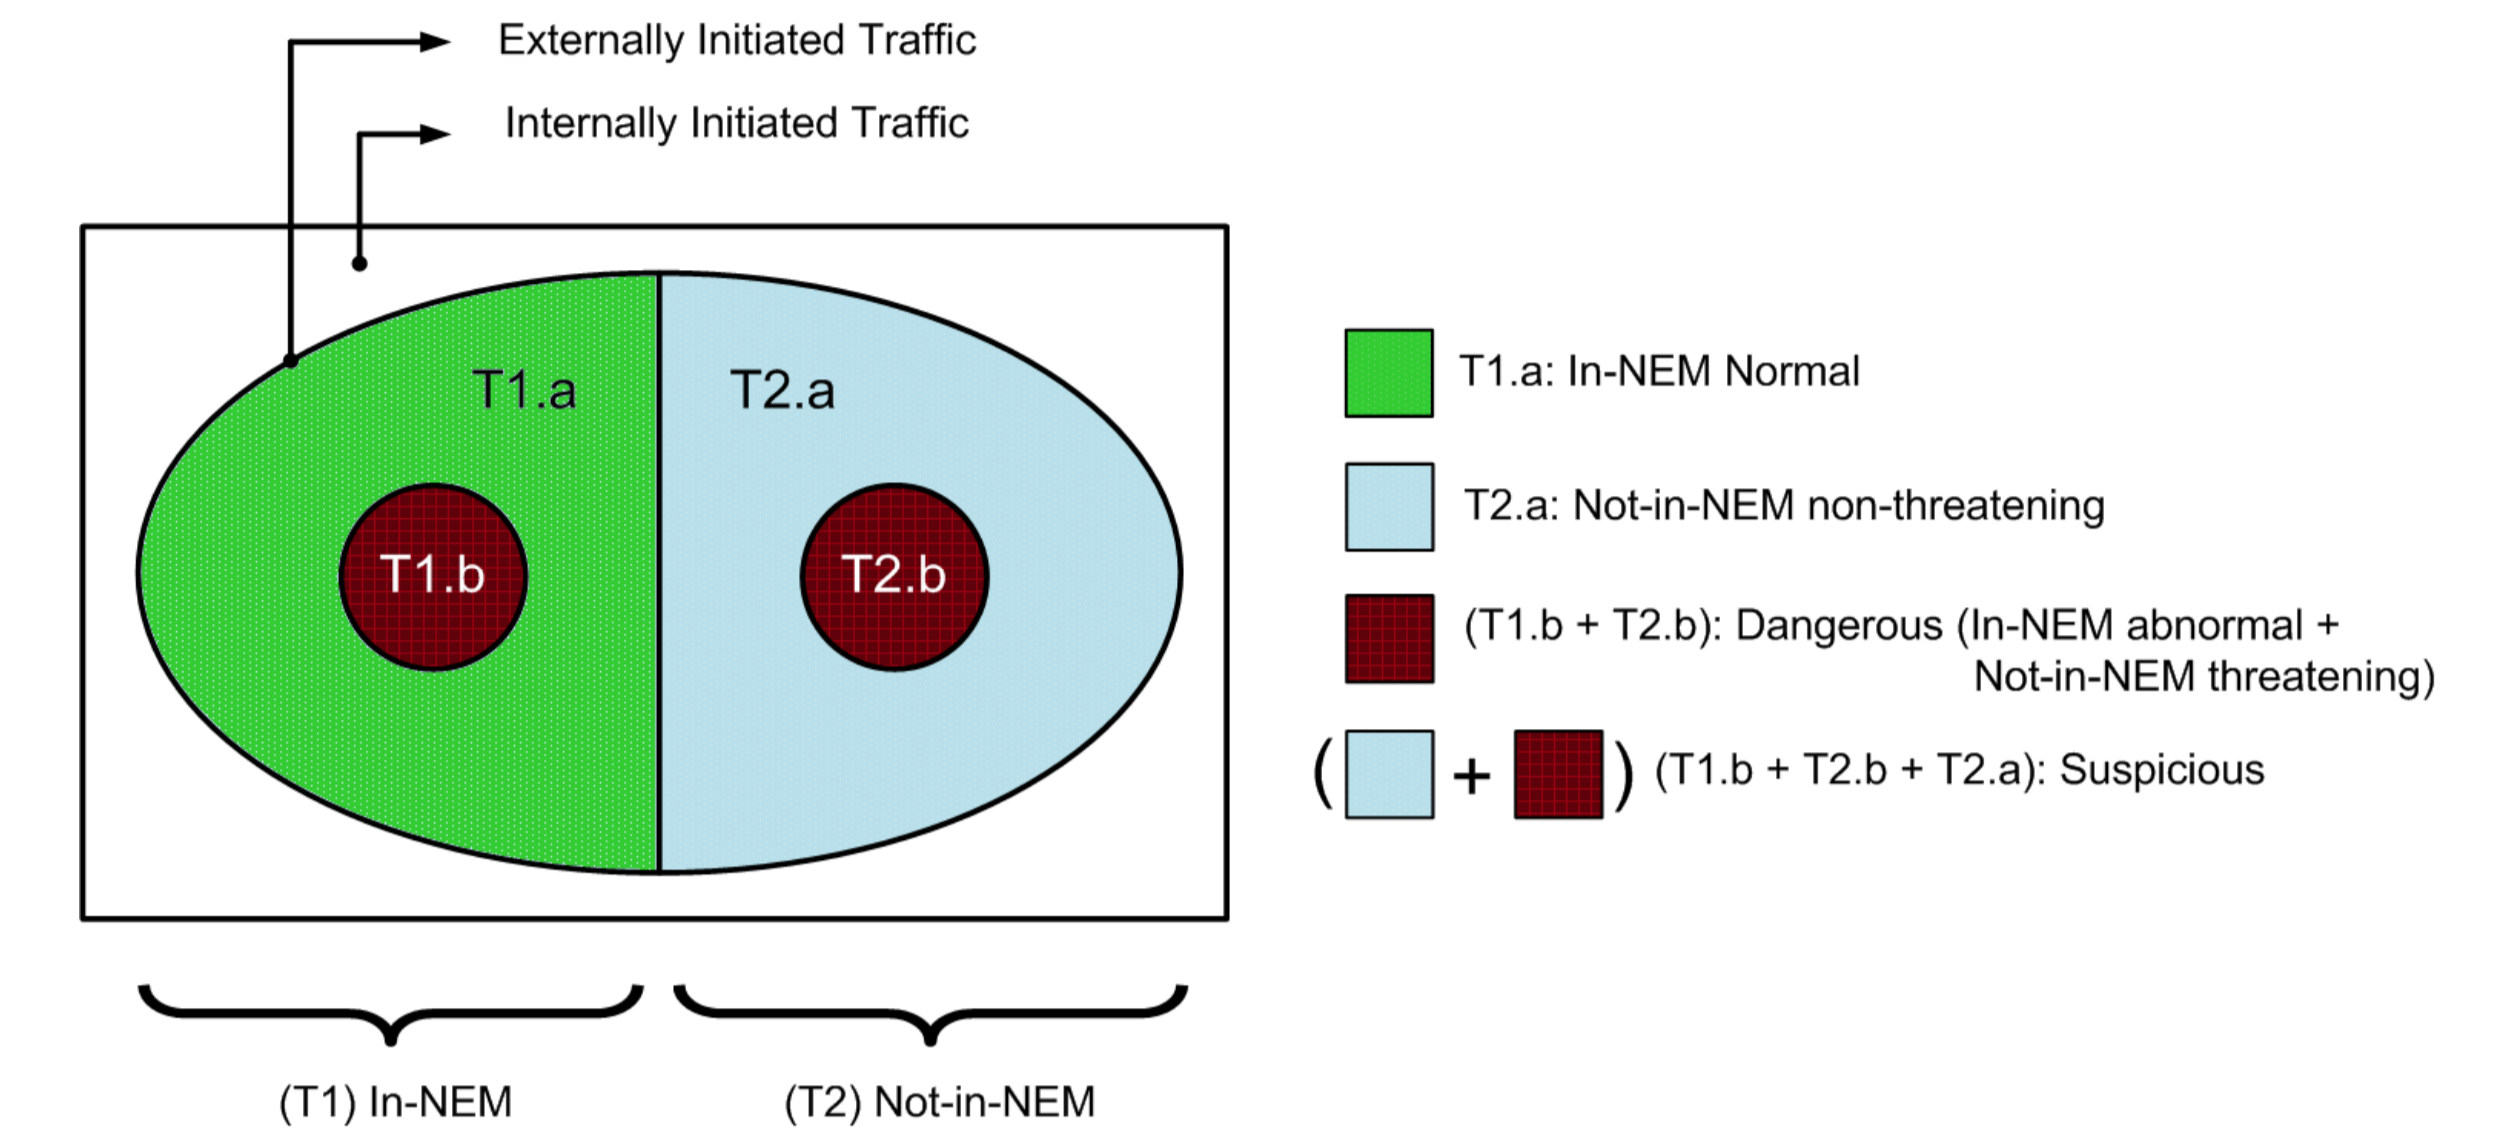 Externally Initiated Traffic
Internally Initiated Traffic
T1.a
T2.a
T1.b
T2.b
(T1) In-NEM
(T2) Not-in-NEM
T1.a: In-NEM Normal
T2.a: Not-in-NEM non-threatening
(T1.b + T2.b): Dangerous (In-NEM abnormal +
Not-in-NEM threatening)
( + ) (T1.b + T2.b + T2.a): Suspicious